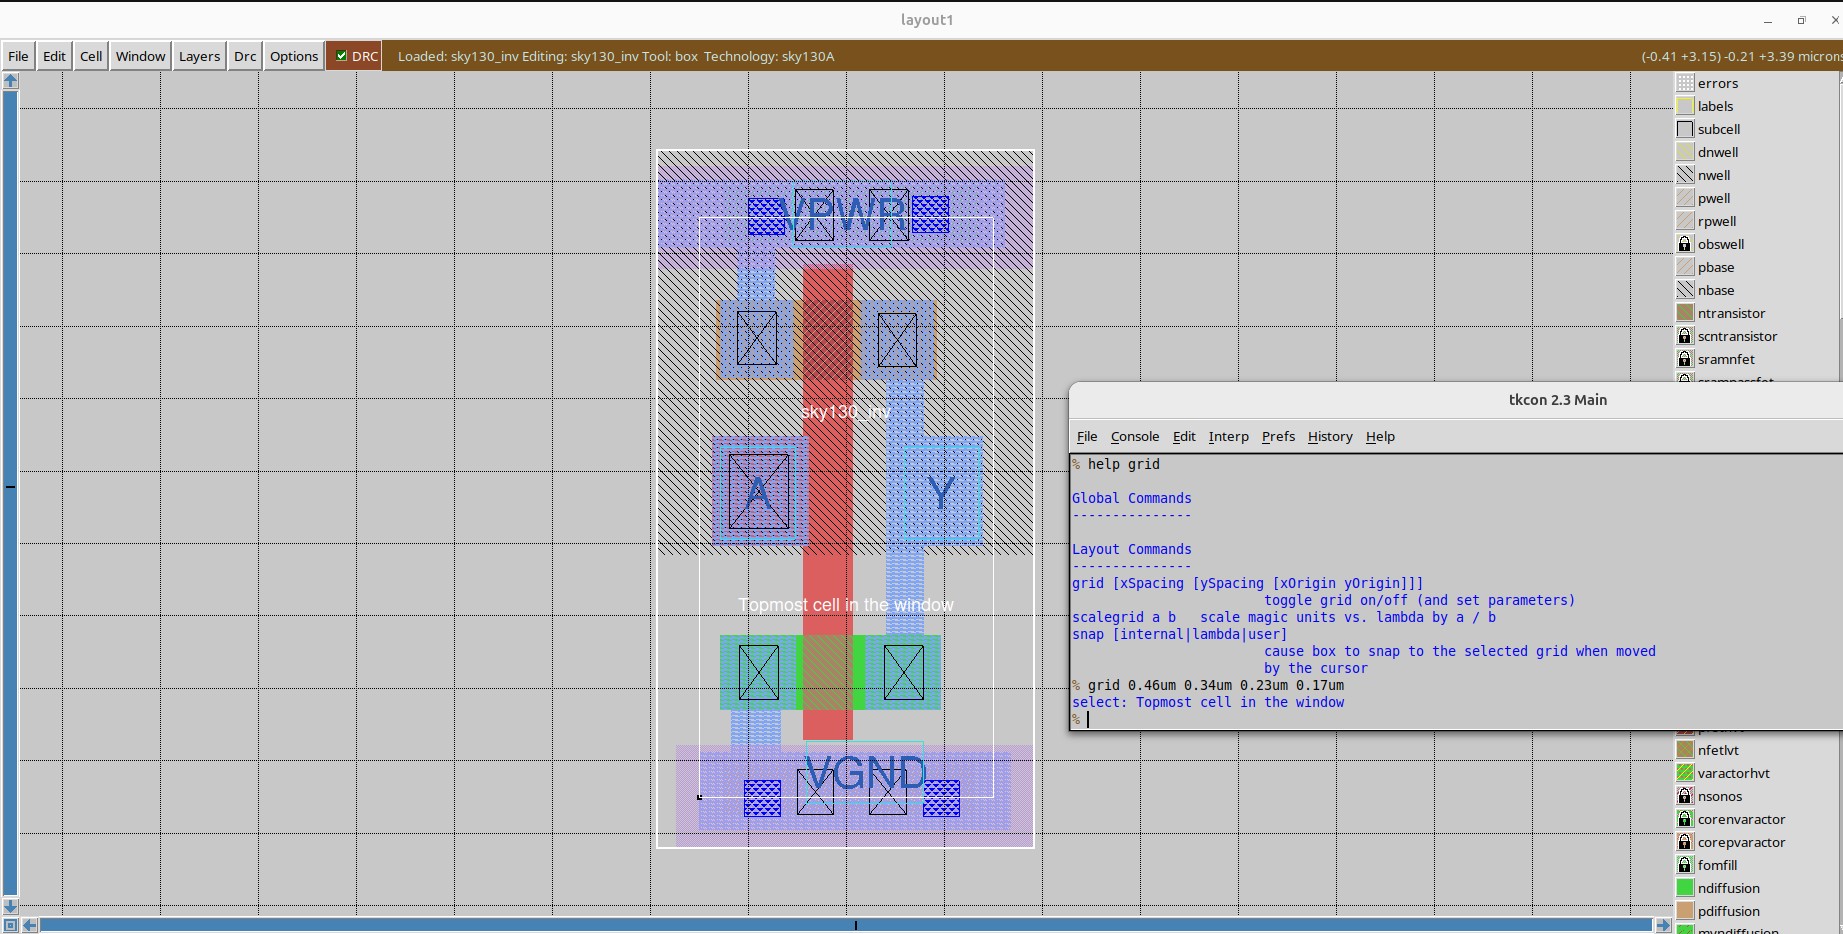 layout1
File Edit Cell Window Layers Drc Options DRC Loaded: sky130_inv Editing: sky130_inv Tool: box Technology: sky130A (-0.41 +3.15) -0.21 +3.39 microns
errors
labels
subcell
dnwell
nwell
pwell
rpwell
obswell
pbase
nbase
ntransistor
scntransistor
sramnfet
VPWR
sky130_inv
A
Y
Topmost cell in the window
VGND
tkcon 2.3 Main
File Console Edit Interp Prefs History Help
% help grid
Global Commands
---------------
Layout Commands
---------------
grid [xSpacing [ySpacing [xOrigin yOrigin]]]
toggle grid on/off (and set parameters)
scalegrid a b scale magic units vs. lambda by a / b
snap [internal|lambda|user]
cause box to snap to the selected grid when moved
by the cursor
% grid 0.46um 0.34um 0.23um 0.17um
select: Topmost cell in the window
%
nfetlvt
varactorhvt
nsonos
corenvaractor
corepvaractor
fomfill
ndiffusion
pdiffusion
mvndiffusion